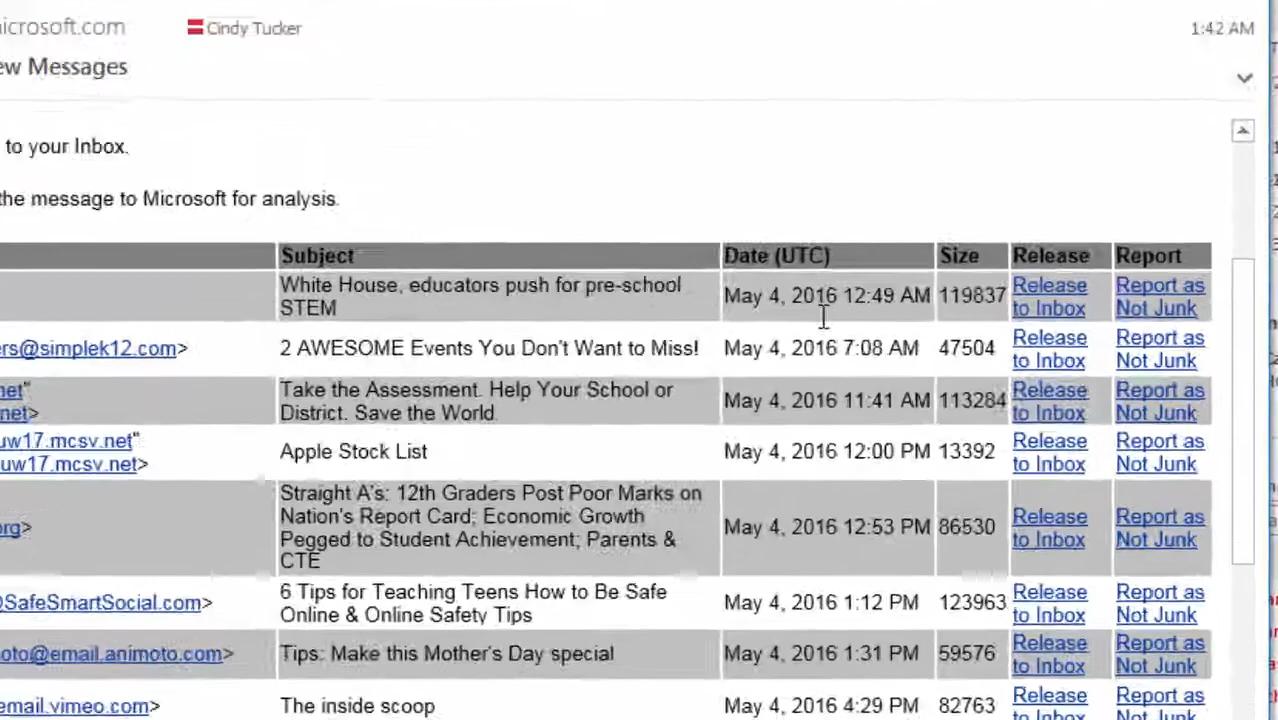 icrosoft.com Cindy Tucker 1:42 AM
ew Messages
to your Inbox.
the message to Microsoft for analysis.
Subject Date (UTC) Size Release Report
White House, educators push for pre-school
STEM
May 4, 2016 12:49 AM 119837 Release
to Inbox
Report as
Not Junk
ers@simplek12.com> 2 AWESOME Events You Don't Want to Miss! May 4, 2016 7:08 AM 47504 Release
to Inbox
Report as
Not Junk
net"
net>
Take the Assessment. Help Your School or
District. Save the World.
May 4, 2016 11:41 AM 113284 Release
to Inbox
Report as
Not Junk
uw17.mcsv.net"
uw17.mcsv.net>
Apple Stock List May 4, 2016 12:00 PM 13392 Release
to Inbox
Report as
Not Junk
org>
Straight A's: 12th Graders Post Poor Marks on
Nation's Report Card; Economic Growth
Pegged to Student Achievement; Parents &
CTE
May 4, 2016 12:53 PM 86530 Release
to Inbox
Report as
Not Junk
@SafeSmartSocial.com>
6 Tips for Teaching Teens How to Be Safe
Online & Online Safety Tips
May 4, 2016 1:12 PM 123963 Release
to Inbox
Report as
Not Junk
oto@email.animoto.com> Tips: Make this Mother's Day special May 4, 2016 1:31 PM 59576 Release
to Inbox
Report as
Not Junk
email.vimeo.com> The inside scoop May 4, 2016 4:29 PM 82763 Release
to Inbox
Report as
Not Junk